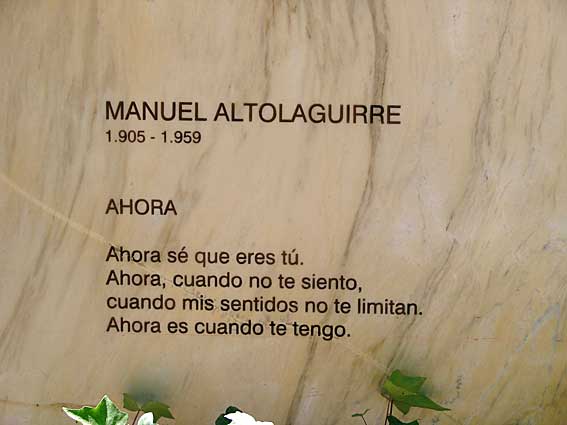 MANUEL ALTOLAGUIRRE
1.905 - 1.959
AHORA
Ahora sé que eres tú.
Ahora, cuando no te siento,
cuando mis sentidos no te limitan.
Ahora es cuando te tengo.